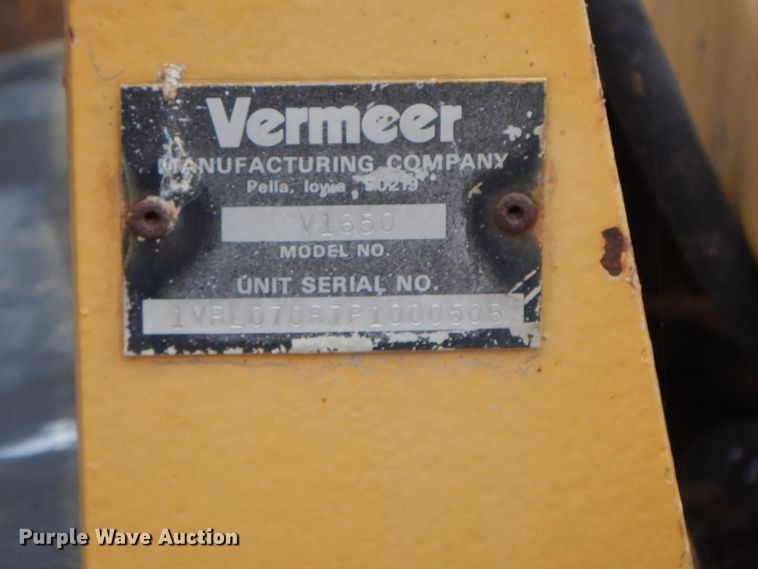 Vermeer
MANUFACTURING COMPANY
Pella, Iowa 50219
V1650
MODEL NO.
UNIT SERIAL NO.
1VRL070R7P1000506
Purple Wave Auction